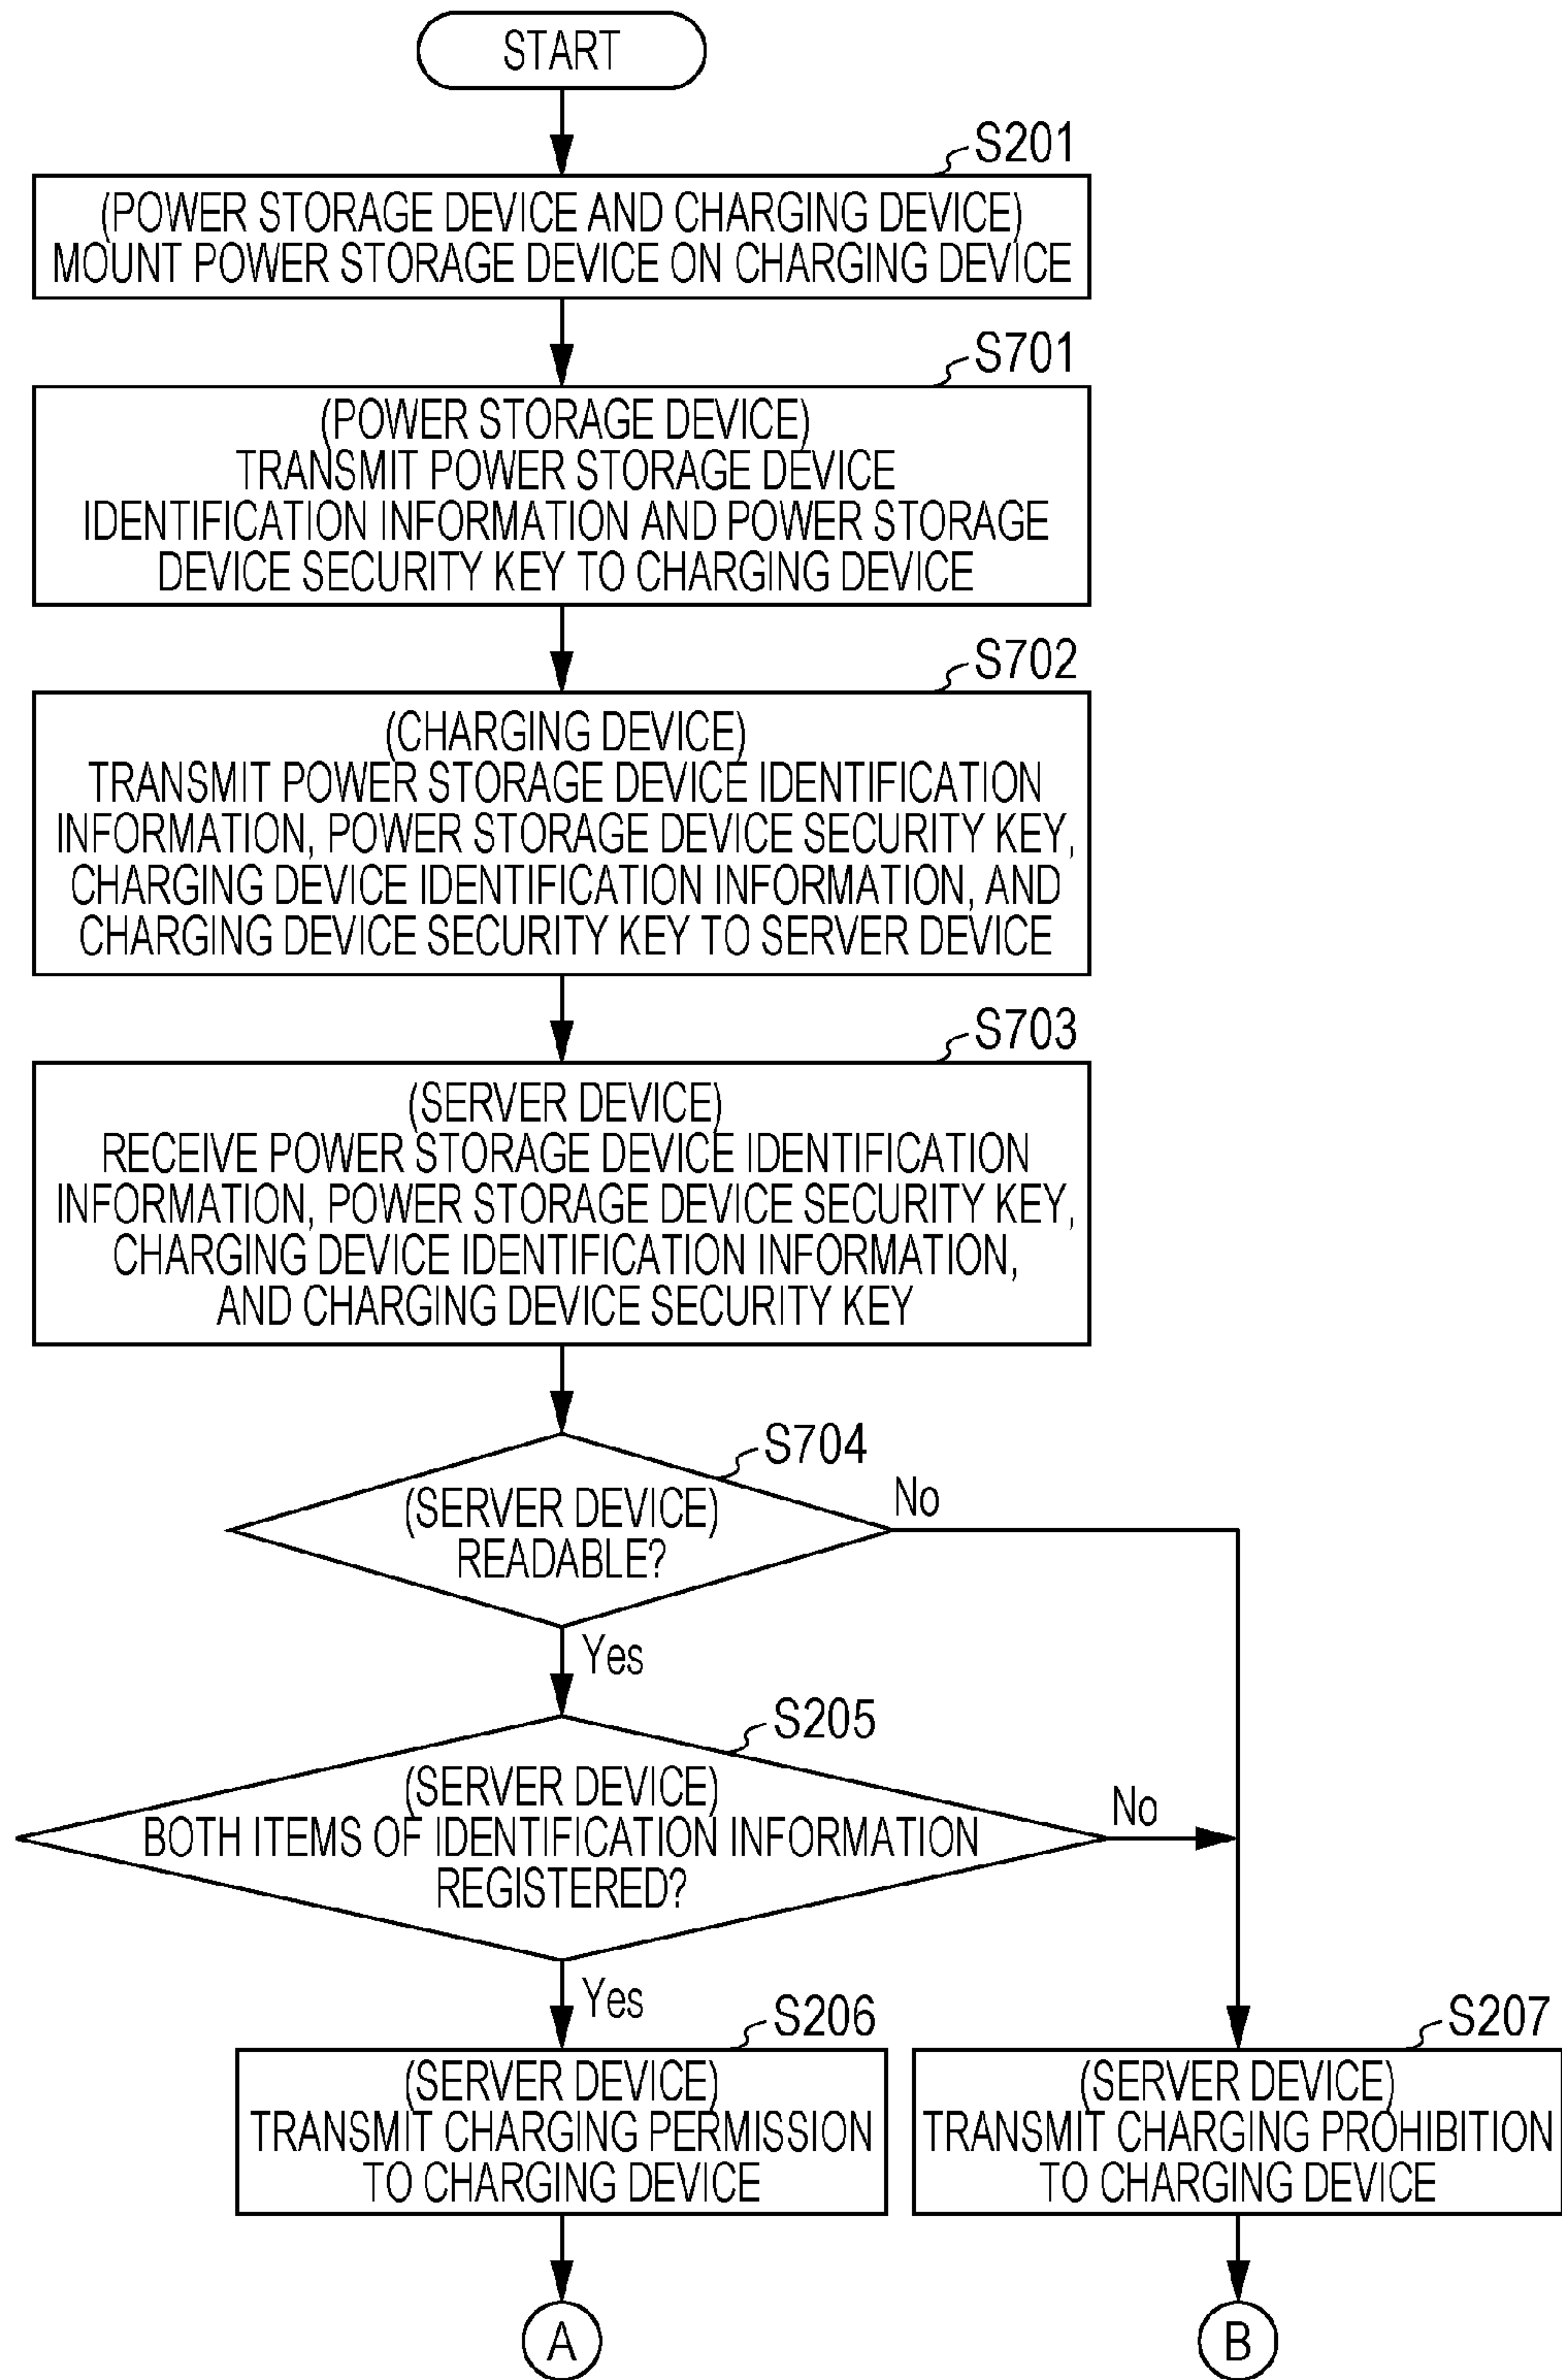 START
S201
(POWER STORAGE DEVICE AND CHARGING DEVICE)
MOUNT POWER STORAGE DEVICE ON CHARGING DEVICE
S701
(POWER STORAGE DEVICE)
TRANSMIT POWER STORAGE DEVICE
IDENTIFICATION INFORMATION AND POWER STORAGE
DEVICE SECURITY KEY TO CHARGING DEVICE
S702
(CHARGING DEVICE)
TRANSMIT POWER STORAGE DEVICE IDENTIFICATION
INFORMATION, POWER STORAGE DEVICE SECURITY KEY,
CHARGING DEVICE IDENTIFICATION INFORMATION, AND
CHARGING DEVICE SECURITY KEY TO SERVER DEVICE
S703
(SERVER DEVICE)
RECEIVE POWER STORAGE DEVICE IDENTIFICATION
INFORMATION, POWER STORAGE DEVICE SECURITY KEY,
CHARGING DEVICE IDENTIFICATION INFORMATION,
AND CHARGING DEVICE SECURITY KEY
S704
(SERVER DEVICE)
READABLE?
No
Yes
S205
(SERVER DEVICE)
BOTH ITEMS OF IDENTIFICATION INFORMATION
REGISTERED?
No
Yes
S206
(SERVER DEVICE)
TRANSMIT CHARGING PERMISSION
TO CHARGING DEVICE
S207
(SERVER DEVICE)
TRANSMIT CHARGING PROHIBITION
TO CHARGING DEVICE
A
B